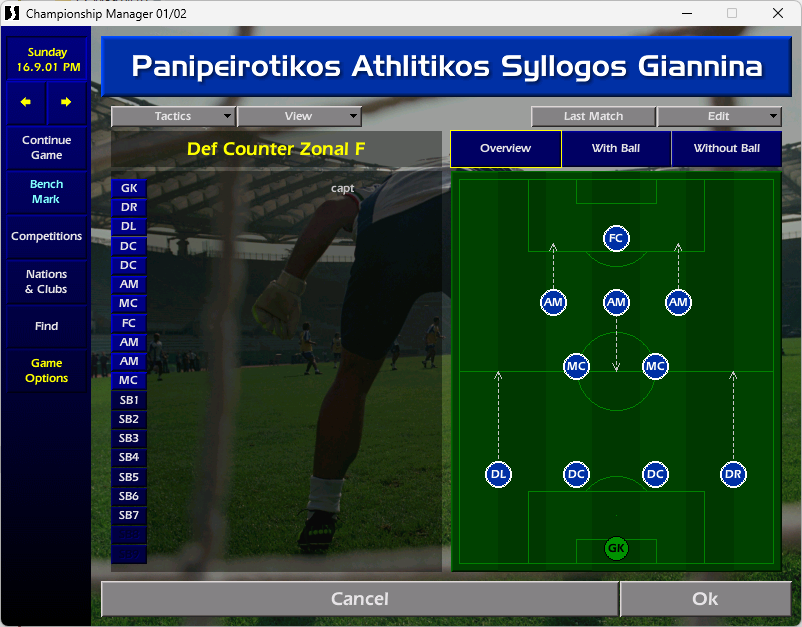 Championship Manager 01/02
Sunday
16.9.01 PM
Continue
Game
Bench
Mark
Competitions
Nations
& Clubs
Find
Game
Options
Panipeirotikos Athlitikos Syllogos Giannina
Tactics
View
Last Match
Edit
Def Counter Zonal F
Overview
With Ball
Without Ball
GK capt
DR
DL
DC
DC
AM
MC
FC
AM
AM
MC
SB1
SB2
SB3
SB4
SB5
SB6
SB7
FC
AM AM AM
MC MC
DL DC DC DR
GK
Cancel
Ok